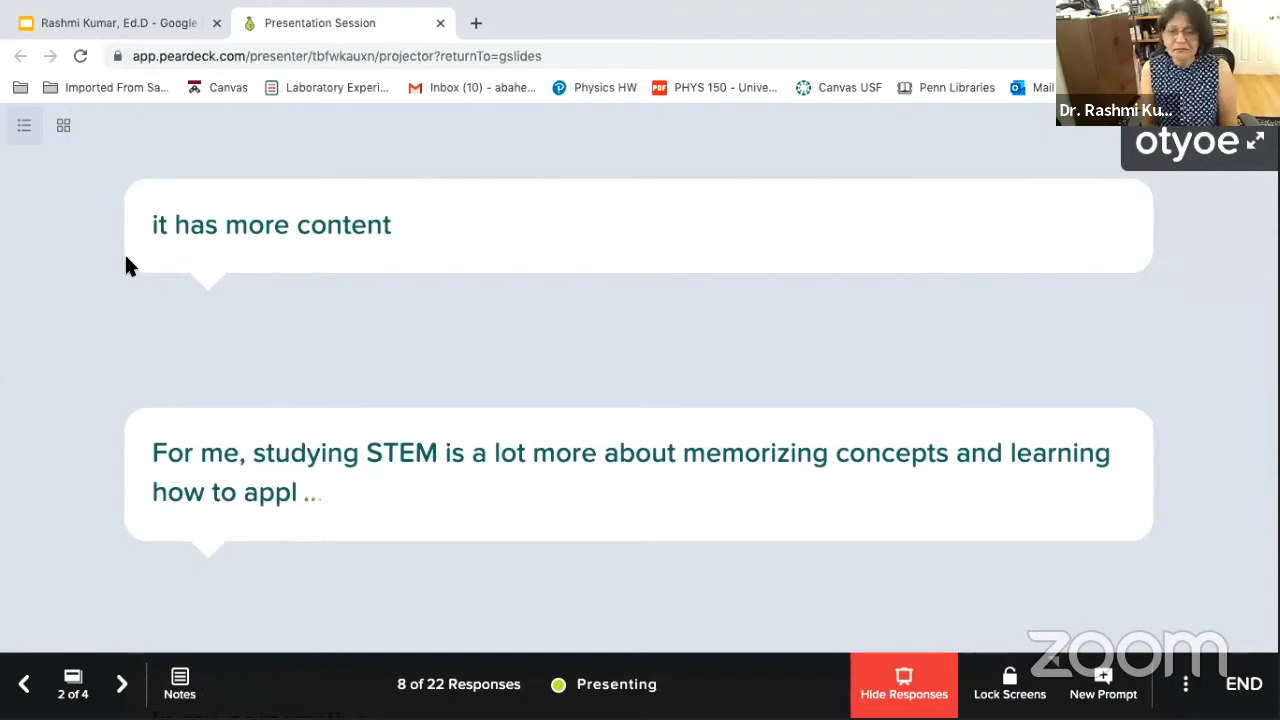 Rashmi Kumar, Ed.D - Google
Presentation Session
app.peardeck.com/presenter/tbfwkauxn/projector?returnTo=gslides
Imported From Sa...
Canvas
Laboratory Experi...
Inbox (10) - abahe...
Physics HW
PDF
PHYS 150 - Unive...
Canvas USF
Penn Libraries
Mail
Dr. Rashmi Ku...
otyoe
it has more content
For me, studying STEM is a lot more about memorizing concepts and learning
how to appl ...
zoom
2 of 4
Notes
8 of 22 Responses
Presenting
Hide Responses
Lock Screens
New Prompt
END